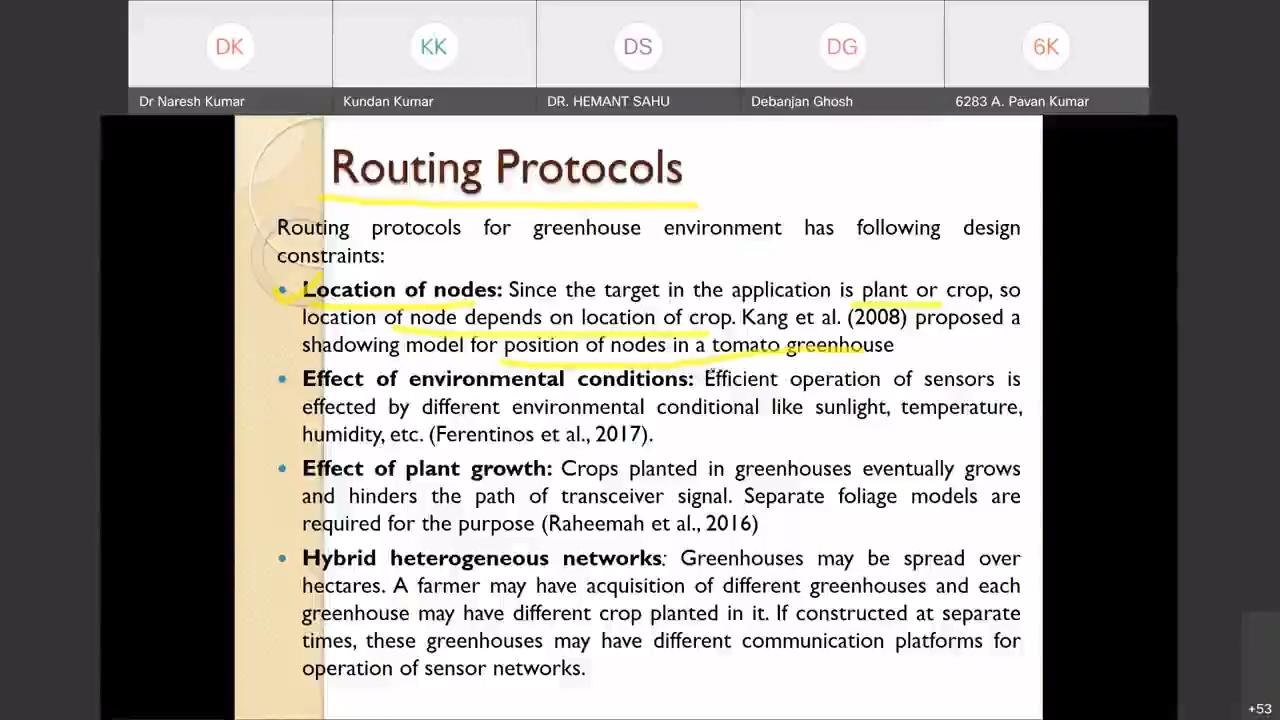 DK
KK
DS
DG
6K
Dr Naresh Kumar
Kundan Kumar
DR. HEMANT SAHU
Debanjan Ghosh
6283 A. Pavan Kumar
Routing Protocols
Routing protocols for greenhouse environment has following design
constraints:
• Location of nodes: Since the target in the application is plant or crop, so
location of node depends on location of crop. Kang et al. (2008) proposed a
shadowing model for position of nodes in a tomato greenhouse
• Effect of environmental conditions: Efficient operation of sensors is
effected by different environmental conditional like sunlight, temperature,
humidity, etc. (Ferentinos et al., 2017).
• Effect of plant growth: Crops planted in greenhouses eventually grows
and hinders the path of transceiver signal. Separate foliage models are
required for the purpose (Raheemah et al., 2016)
• Hybrid heterogeneous networks: Greenhouses may be spread over
hectares. A farmer may have acquisition of different greenhouses and each
greenhouse may have different crop planted in it. If constructed at separate
times, these greenhouses may have different communication platforms for
operation of sensor networks.
+53